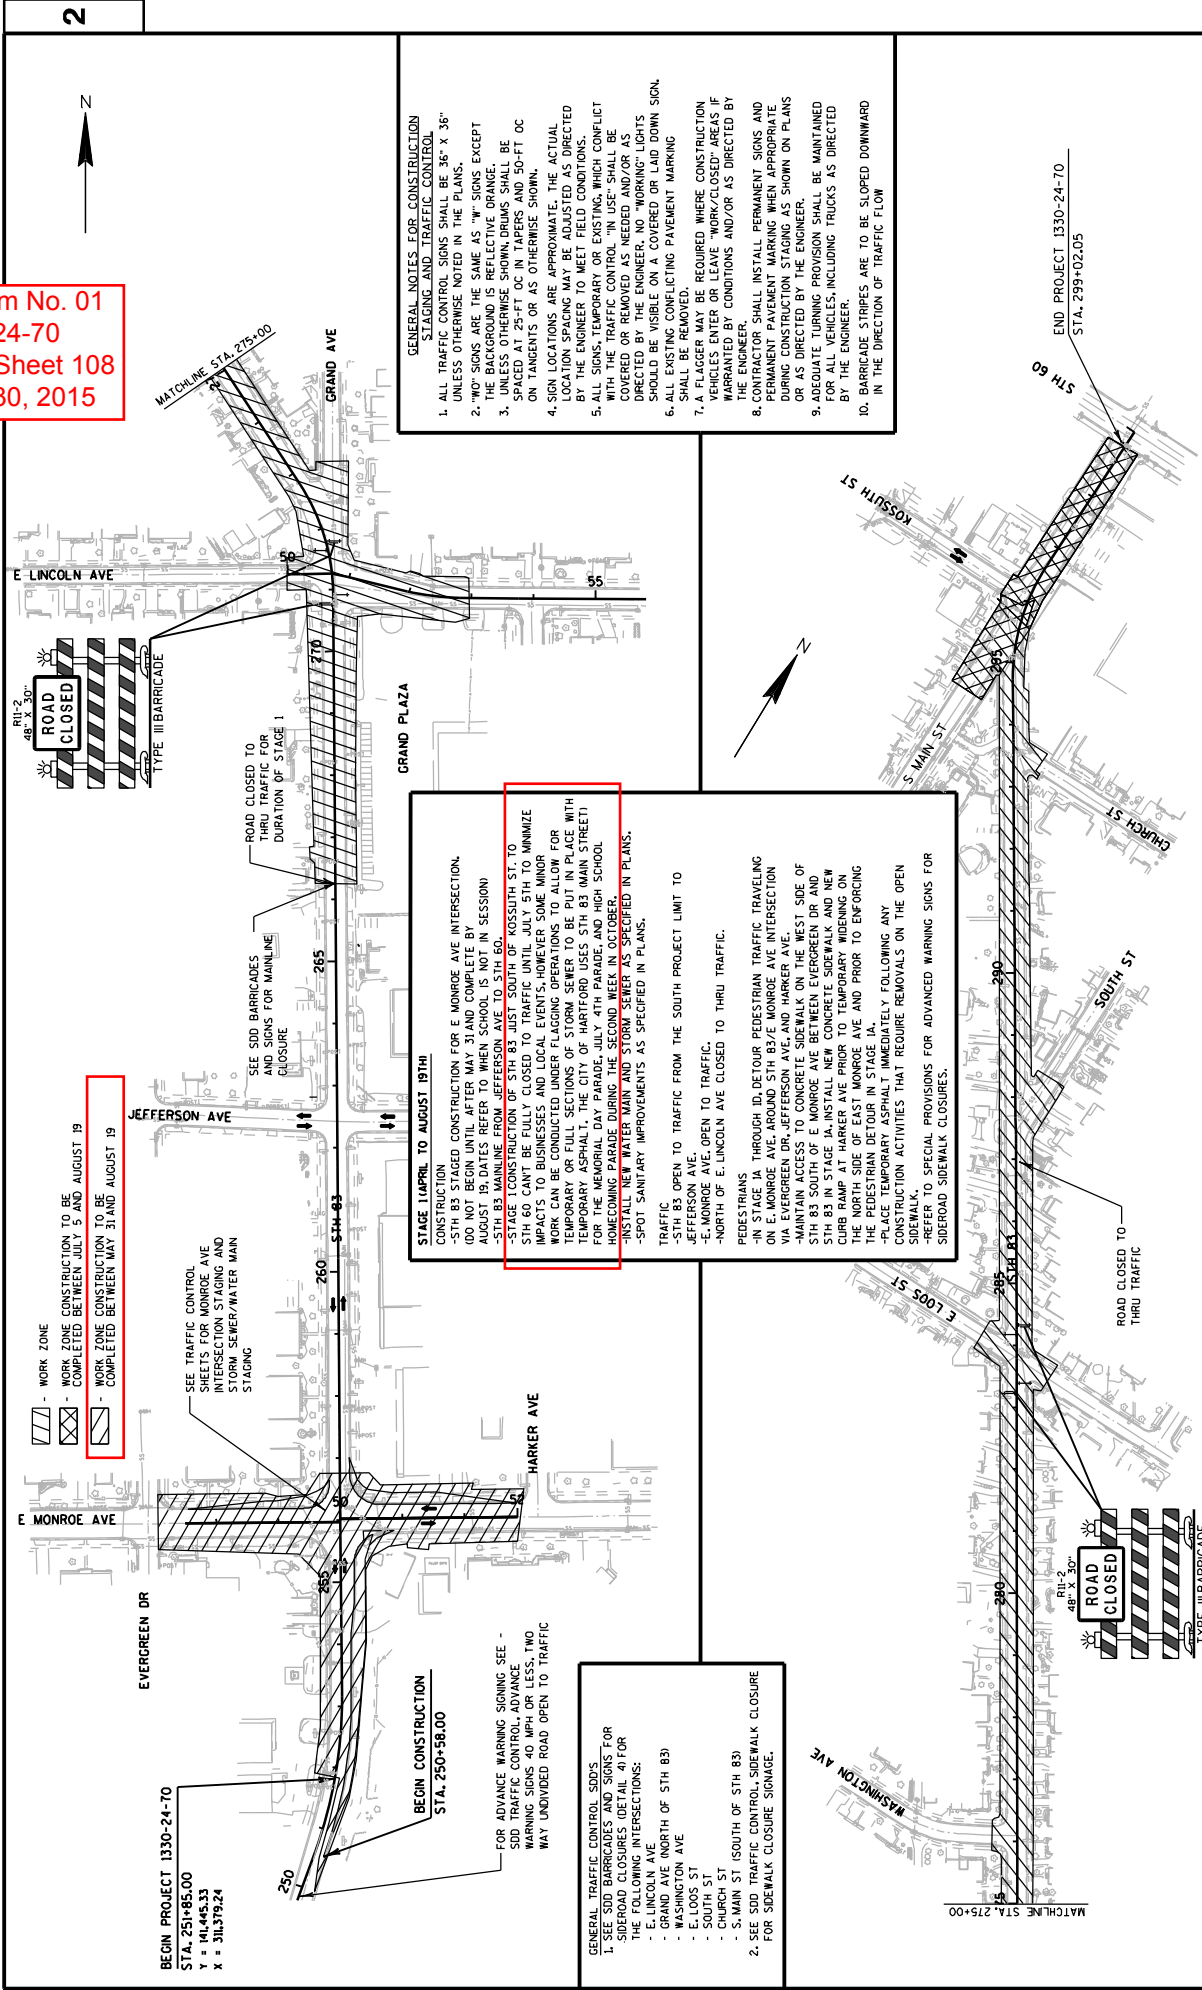 2
m No. 01
24-70
Sheet 108
30, 2015
N
BEGIN PROJECT 1330-24-70
STA. 251+85.00
Y = 141,445.33
X = 311,379.24
BEGIN CONSTRUCTION
STA. 250+58.00
FOR ADVANCE WARNING SIGNING SEE -
SDD TRAFFIC CONTROL, ADVANCE
WARNING SIGNS 40 MPH OR LESS, TWO
WAY UNDIVIDED ROAD OPEN TO TRAFFIC
- WORK ZONE
- WORK ZONE CONSTRUCTION TO BE
COMPLETED BETWEEN JULY 5 AND AUGUST 19
- WORK ZONE CONSTRUCTION TO BE
COMPLETED BETWEEN MAY 31 AND AUGUST 19
SEE TRAFFIC CONTROL
SHEETS FOR MONROE AVE
INTERSECTION STAGING AND
STORM SEWER/WATER MAIN
STAGING
SEE SDD BARRICADES
AND SIGNS FOR MAINLINE
CLOSURE
ROAD CLOSED TO
THRU TRAFFIC FOR
DURATION OF STAGE 1
R11-2
48" X 30"
ROAD
CLOSED
TYPE III BARRICADE
E MONROE AVE
EVERGREEN DR
HARKER AVE
JEFFERSON AVE
E LINCOLN AVE
GRAND AVE
GRAND PLAZA
STH 83
MATCHLINE STA. 275+00
250
255
260
265
270
50
52
50
55
GENERAL NOTES FOR CONSTRUCTION
STAGING AND TRAFFIC CONTROL
1. ALL TRAFFIC CONTROL SIGNS SHALL BE 36" X 36"
UNLESS OTHERWISE NOTED IN THE PLANS.
2. "WO" SIGNS ARE THE SAME AS "W" SIGNS EXCEPT
THE BACKGROUND IS REFLECTIVE ORANGE.
3. UNLESS OTHERWISE SHOWN, DRUMS SHALL BE
SPACED AT 25-FT OC IN TAPERS AND 50-FT OC
ON TANGENTS OR AS OTHERWISE SHOWN.
4. SIGN LOCATIONS ARE APPROXIMATE. THE ACTUAL
LOCATION SPACING MAY BE ADJUSTED AS DIRECTED
BY THE ENGINEER TO MEET FIELD CONDITIONS.
5. ALL SIGNS, TEMPORARY OR EXISTING, WHICH CONFLICT
WITH THE TRAFFIC CONTROL "IN USE" SHALL BE
COVERED OR REMOVED AS NEEDED AND/OR AS
DIRECTED BY THE ENGINEER. NO "WORKING" LIGHTS
SHOULD BE VISIBLE ON A COVERED OR LAID DOWN SIGN.
6. ALL EXISTING CONFLICTING PAVEMENT MARKING
SHALL BE REMOVED.
7. A FLAGGER MAY BE REQUIRED WHERE CONSTRUCTION
VEHICLES ENTER OR LEAVE "WORK/CLOSED" AREAS IF
WARRANTED BY CONDITIONS AND/OR AS DIRECTED BY
THE ENGINEER.
8. CONTRACTOR SHALL INSTALL PERMANENT SIGNS AND
PERMANENT PAVEMENT MARKING WHEN APPROPRIATE
DURING CONSTRUCTION STAGING AS SHOWN ON PLANS
OR AS DIRECTED BY THE ENGINEER.
9. ADEQUATE TURNING PROVISION SHALL BE MAINTAINED
FOR ALL VEHICLES, INCLUDING TRUCKS AS DIRECTED
BY THE ENGINEER.
10. BARRICADE STRIPES ARE TO BE SLOPED DOWNWARD
IN THE DIRECTION OF TRAFFIC FLOW
STAGE 1 (APRIL TO AUGUST 19TH)
CONSTRUCTION
-STH 83 STAGED CONSTRUCTION FOR E MONROE AVE INTERSECTION.
(DO NOT BEGIN UNTIL AFTER MAY 31 AND COMPLETE BY
AUGUST 19. DATES REFER TO WHEN SCHOOL IS NOT IN SESSION)
-STH 83 MAINLINE FROM JEFFERSON AVE TO STH 60.
-STAGE 1 CONSTRUCTION OF STH 83 JUST SOUTH OF KOSSUTH ST. TO
STH 60 CAN'T BE FULLY CLOSED TO TRAFFIC UNTIL JULY 5TH TO MINIMIZE
IMPACTS TO BUSINESSES AND LOCAL EVENTS, HOWEVER SOME MINOR
WORK CAN BE CONDUCTED UNDER FLAGGING OPERATIONS TO ALLOW FOR
TEMPORARY OR FULL SECTIONS OF STORM SEWER TO BE PUT IN PLACE WITH
TEMPORARY ASPHALT. THE CITY OF HARTFORD USES STH 83 (MAIN STREET)
FOR THE MEMORIAL DAY PARADE, JULY 4TH PARADE, AND HIGH SCHOOL
HOMECOMING PARADE DURING THE SECOND WEEK IN OCTOBER.
-INSTALL NEW WATER MAIN AND STORM SEWER AS SPECIFIED IN PLANS.
-SPOT SANITARY IMPROVEMENTS AS SPECIFIED IN PLANS.
TRAFFIC
-STH 83 OPEN TO TRAFFIC FROM THE SOUTH PROJECT LIMIT TO
JEFFERSON AVE.
-E. MONROE AVE. OPEN TO TRAFFIC.
-NORTH OF E. LINCOLN AVE CLOSED TO THRU TRAFFIC.
PEDESTRIANS
-IN STAGE 1A THROUGH 1D, DETOUR PEDESTRIAN TRAFFIC TRAVELING
ON E. MONROE AVE. AROUND STH 83/E MONROE AVE INTERSECTION
VIA EVERGREEN DR, JEFFERSON AVE, AND HARKER AVE.
-MAINTAIN ACCESS TO CONCRETE SIDEWALK ON THE WEST SIDE OF
STH 83 SOUTH OF E MONROE AVE BETWEEN EVERGREEN DR AND
STH 83 IN STAGE 1A. INSTALL NEW CONCRETE SIDEWALK AND NEW
CURB RAMP AT HARKER AVE PRIOR TO TEMPORARY WIDENING ON
THE NORTH SIDE OF EAST MONROE AVE AND PRIOR TO ENFORCING
THE PEDESTRIAN DETOUR IN STAGE 1A.
-PLACE TEMPORARY ASPHALT IMMEDIATELY FOLLOWING ANY
CONSTRUCTION ACTIVITIES THAT REQUIRE REMOVALS ON THE OPEN
SIDEWALK.
-REFER TO SPECIAL PROVISIONS FOR ADVANCED WARNING SIGNS FOR
SIDEROAD SIDEWALK CLOSURES.
GENERAL TRAFFIC CONTROL SDD'S
1. SEE SDD BARRICADES AND SIGNS FOR
SIDEROAD CLOSURES (DETAIL 4) FOR
THE FOLLOWING INTERSECTIONS:
- E. LINCOLN AVE
- GRAND AVE (NORTH OF STH 83)
- WASHINGTON AVE
- E. LOOS ST
- SOUTH ST
- CHURCH ST
- S. MAIN ST (SOUTH OF STH 83)
2. SEE SDD TRAFFIC CONTROL, SIDEWALK CLOSURE
FOR SIDEWALK CLOSURE SIGNAGE.
N
MATCHLINE STA. 275+00
WASHINGTON AVE
E LOOS ST
SOUTH ST
CHURCH ST
S MAIN ST
KOSSUTH ST
STH 60
STH 83
280
285
290
295
ROAD CLOSED TO
THRU TRAFFIC
END PROJECT 1330-24-70
STA. 299+02.05
R11-2
48" X 30"
ROAD
CLOSED
TYPE III BARRICADE